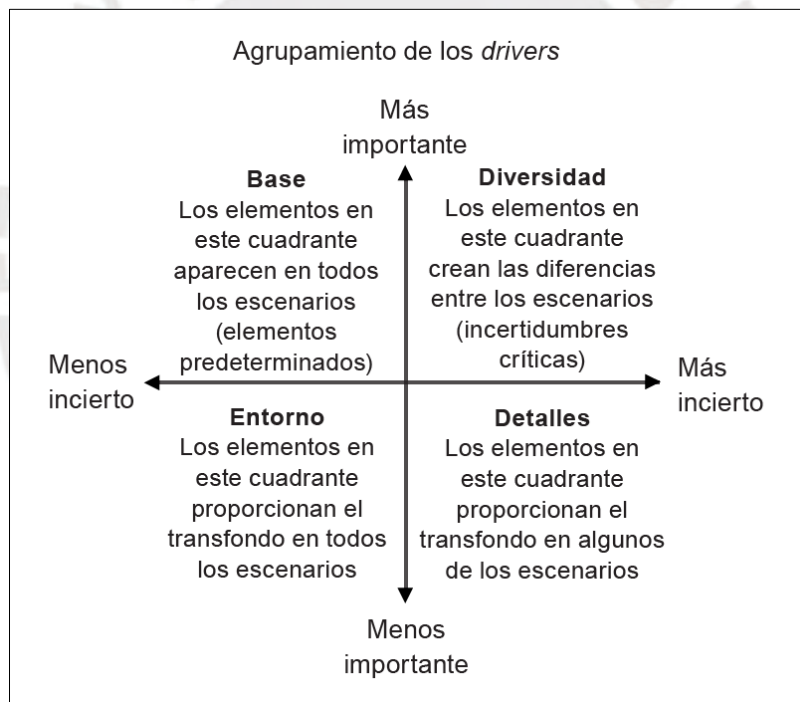 Agrupamiento de los drivers
Más
importante
Base
Los elementos en
este cuadrante
aparecen en todos
los escenarios
(elementos
predeterminados)
Diversidad
Los elementos en
este cuadrante
crean las diferencias
entre los escenarios
(incertidumbres
críticas)
Menos
incierto
Más
incierto
Entorno
Los elementos en
este cuadrante
proporcionan el
transfondo en todos
los escenarios
Detalles
Los elementos en
este cuadrante
proporcionan el
transfondo en algunos
de los escenarios
Menos
importante